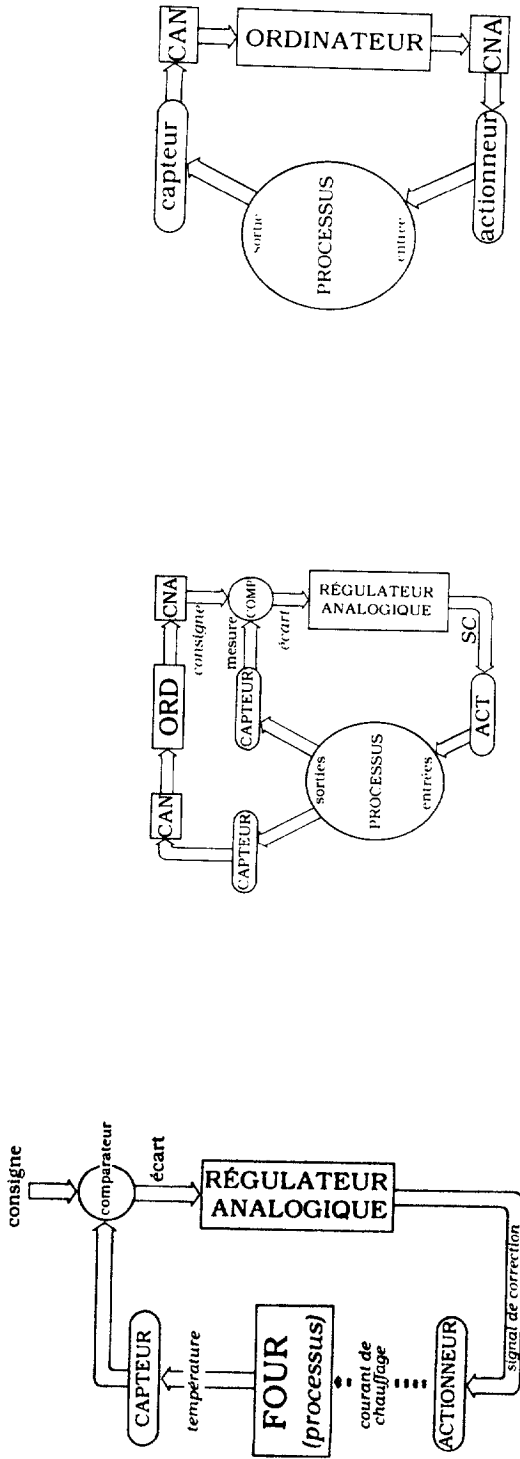 consigne
comparateur
écart
RÉGULATEUR
ANALOGIQUE
signal de correction
CAPTEUR
température
FOUR
(processus)
courant de
chauffage
ACTIONNEUR
CAN
ORD
CNA
consigne
mesure
COMP
écart
RÉGULATEUR
ANALOGIQUE
SC
CAPTEUR
CAPTEUR
sorties
PROCESSUS
entrées
ACT
capteur
CAN
ORDINATEUR
CNA
actionneur
sortie
PROCESSUS
entrée